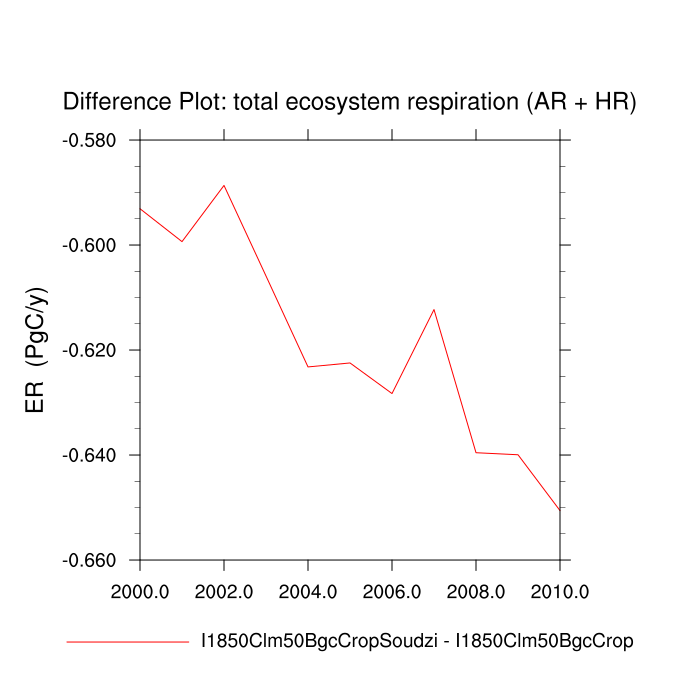 Difference Plot: total ecosystem respiration (AR + HR)
-0.580
-0.600
-0.620
-0.640
-0.660
ER (PgC/y)
2000.0 2002.0 2004.0 2006.0 2008.0 2010.0
I1850Clm50BgcCropSoudzi - I1850Clm50BgcCrop